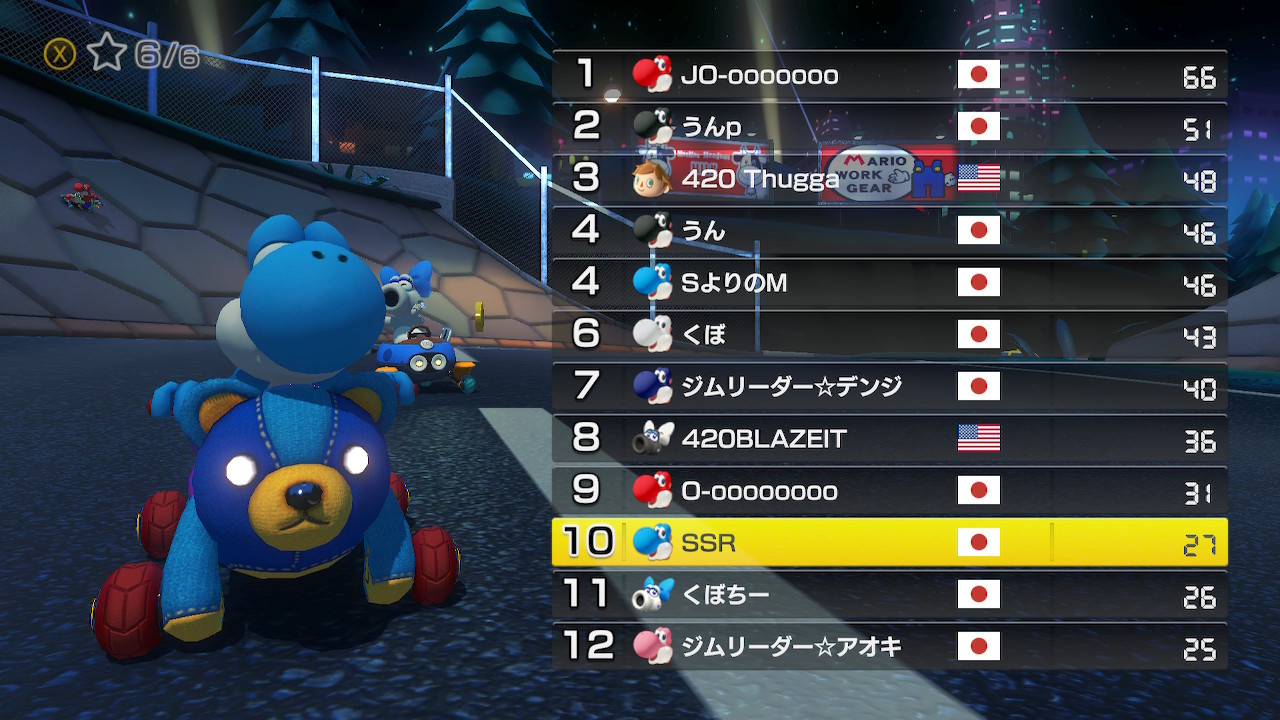 X 6/6
1 JO-ooooooo 66
2 うんp 51
3 420 Thugga 48
MARIO
WORK
GEAR
4 うん 46
4 SよりのM 46
6 くぼ 43
7 ジムリーダー☆デンジ 40
8 420BLAZEIT 36
9 O-oooooooo 31
10 SSR 27
11 くぼちー 26
12 ジムリーダー☆アオキ 25